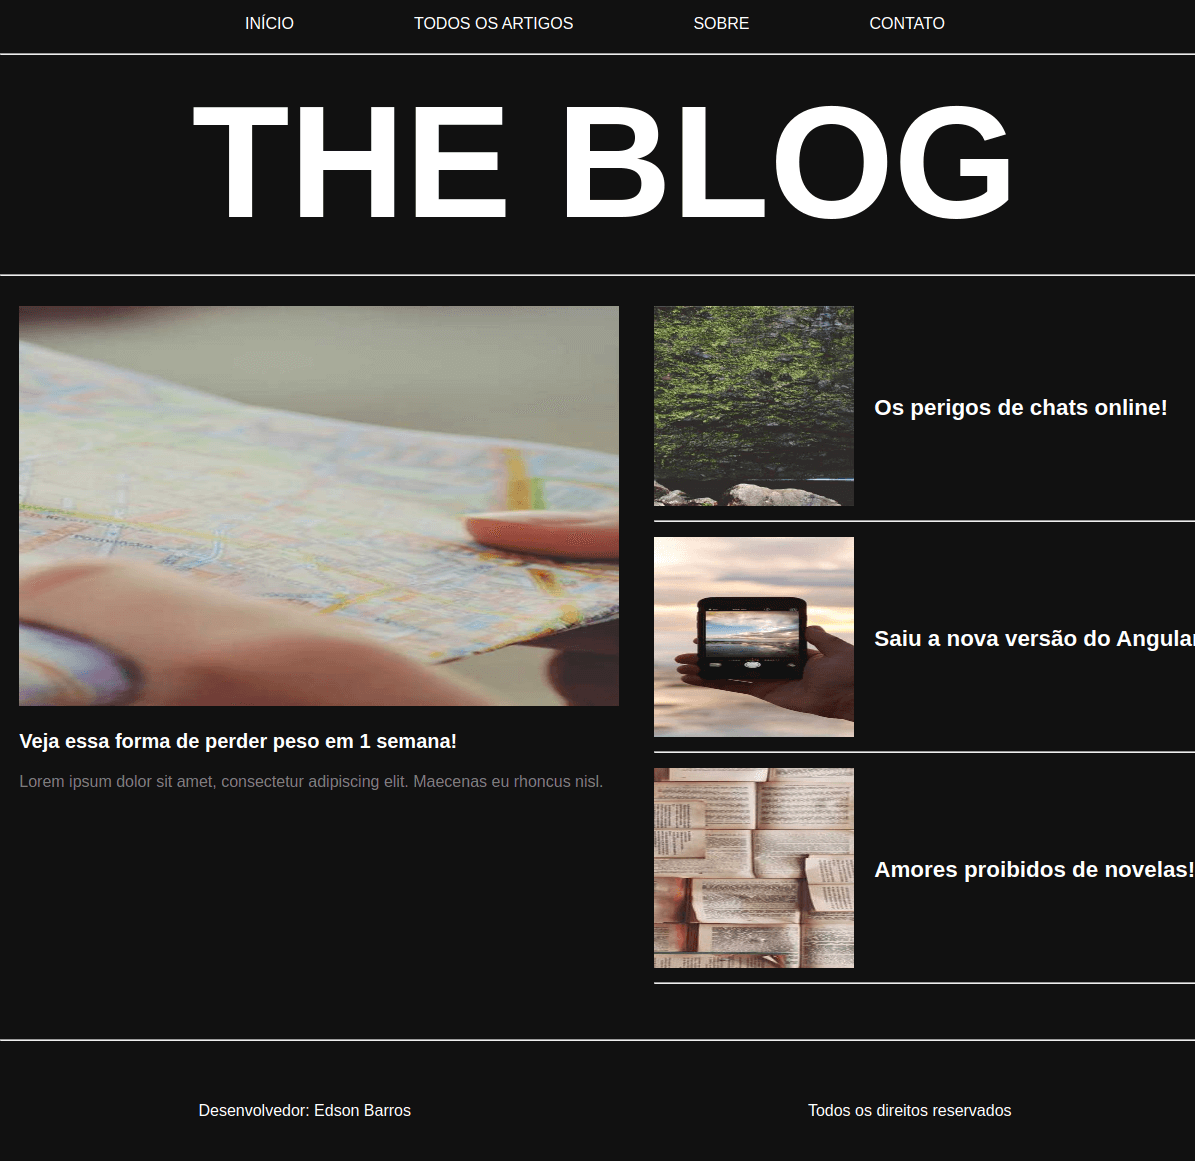 INÍCIO
TODOS OS ARTIGOS
SOBRE
CONTATO
THE BLOG
Os perigos de chats online!
Saiu a nova versão do Angular
Veja essa forma de perder peso em 1 semana!
Lorem ipsum dolor sit amet, consectetur adipiscing elit. Maecenas eu rhoncus nisl.
Amores proibidos de novelas!
Desenvolvedor: Edson Barros
Todos os direitos reservados